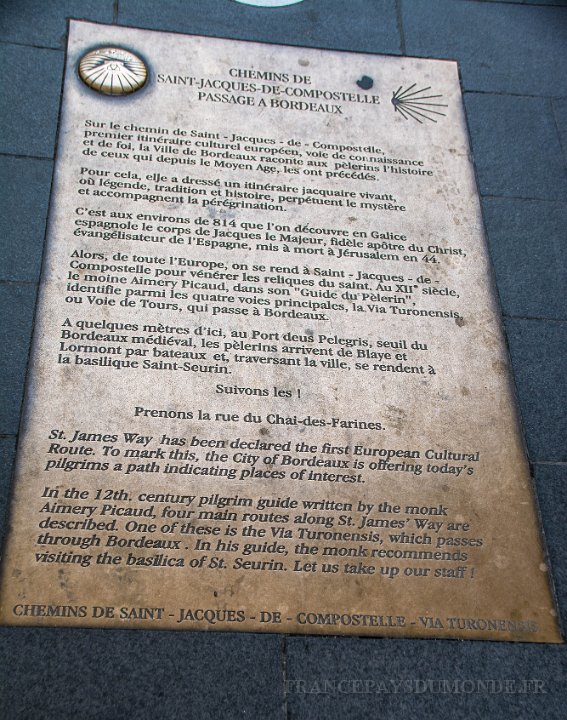 CHEMINS DE
SAINT-JACQUES-DE-COMPOSTELLE
PASSAGE A BORDEAUX
Sur le chemin de Saint - Jacques - de - Compostelle,
premier itinéraire culturel européen, voie de connaissance
et de foi, la Ville de Bordeaux raconte aux pèlerins l'histoire
de ceux qui depuis le Moyen Age, les ont précédés.
Pour cela, elle a dressé un itinéraire jacquaire vivant,
où légende, tradition et histoire, perpétuent le mystère
et accompagnent la pérégrination.
C'est aux environs de 814 que l'on découvre en Galice
espagnole le corps de Jacques le Majeur, fidèle apôtre du Christ,
évangélisateur de l'Espagne, mis à mort à Jérusalem en 44.
Alors, de toute l'Europe, on se rend à Saint - Jacques - de -
Compostelle pour vénérer les reliques du saint. Au XII° siècle,
le moine Aimery Picaud, dans son "Guide du Pèlerin",
identifie parmi les quatre voies principales, la Via Turonensis,
ou Voie de Tours, qui passe à Bordeaux.
A quelques mètres d'ici, au Port deus Pelegris, seuil du
Bordeaux médiéval, les pèlerins arrivent de Blaye et
Lormont par bateaux et, traversant la ville, se rendent à
la basilique Saint-Seurin.
Suivons les !
Prenons la rue du Chai-des-Farines.
St. James Way has been declared the first European Cultural
Route. To mark this, the City of Bordeaux is offering today's
pilgrims a path indicating places of interest.
In the 12th. century pilgrim guide written by the monk
Aimery Picaud, four main routes along St. James' Way are
described. One of these is the Via Turonensis, which passes
through Bordeaux . In his guide, the monk recommends
visiting the basilica of St. Seurin. Let us take up our staff !
CHEMINS DE SAINT - JACQUES - DE - COMPOSTELLE - VIA TURONENSIS
FRANCEPAYSDUMONDE.FR